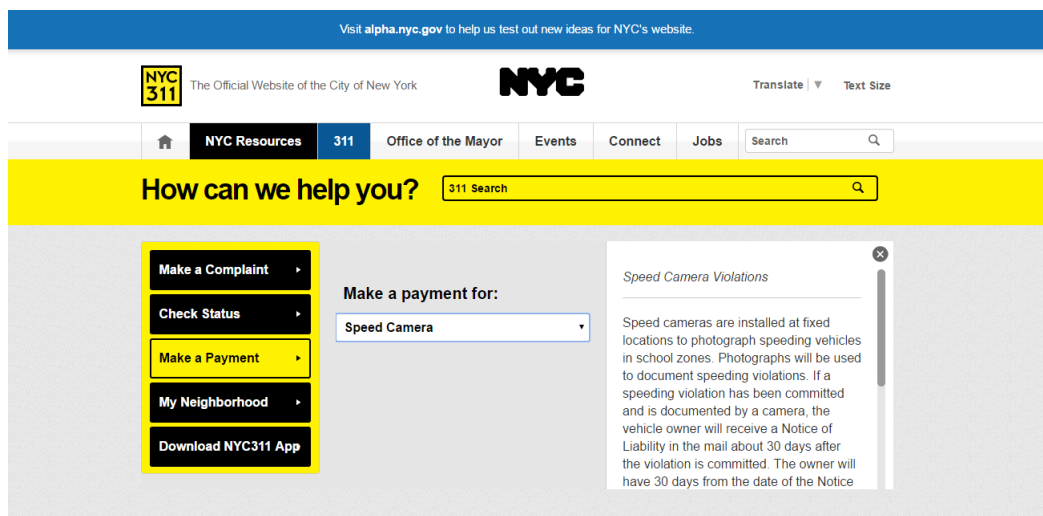 Visit alpha.nyc.gov to help us test out new ideas for NYC's website.
NYC
311
The Official Website of the City of New York
NYC
Translate
Text Size
NYC Resources
311
Office of the Mayor
Events
Connect
Jobs
Search
How can we help you?
311 Search
Make a Complaint
Check Status
Make a Payment
My Neighborhood
Download NYC311 App
Make a payment for:
Speed Camera
Speed Camera Violations
Speed cameras are installed at fixed
locations to photograph speeding vehicles
in school zones. Photographs will be used
to document speeding violations. If a
speeding violation has been committed
and is documented by a camera, the
vehicle owner will receive a Notice of
Liability in the mail about 30 days after
the violation is committed. The owner will
have 30 days from the date of the Notice